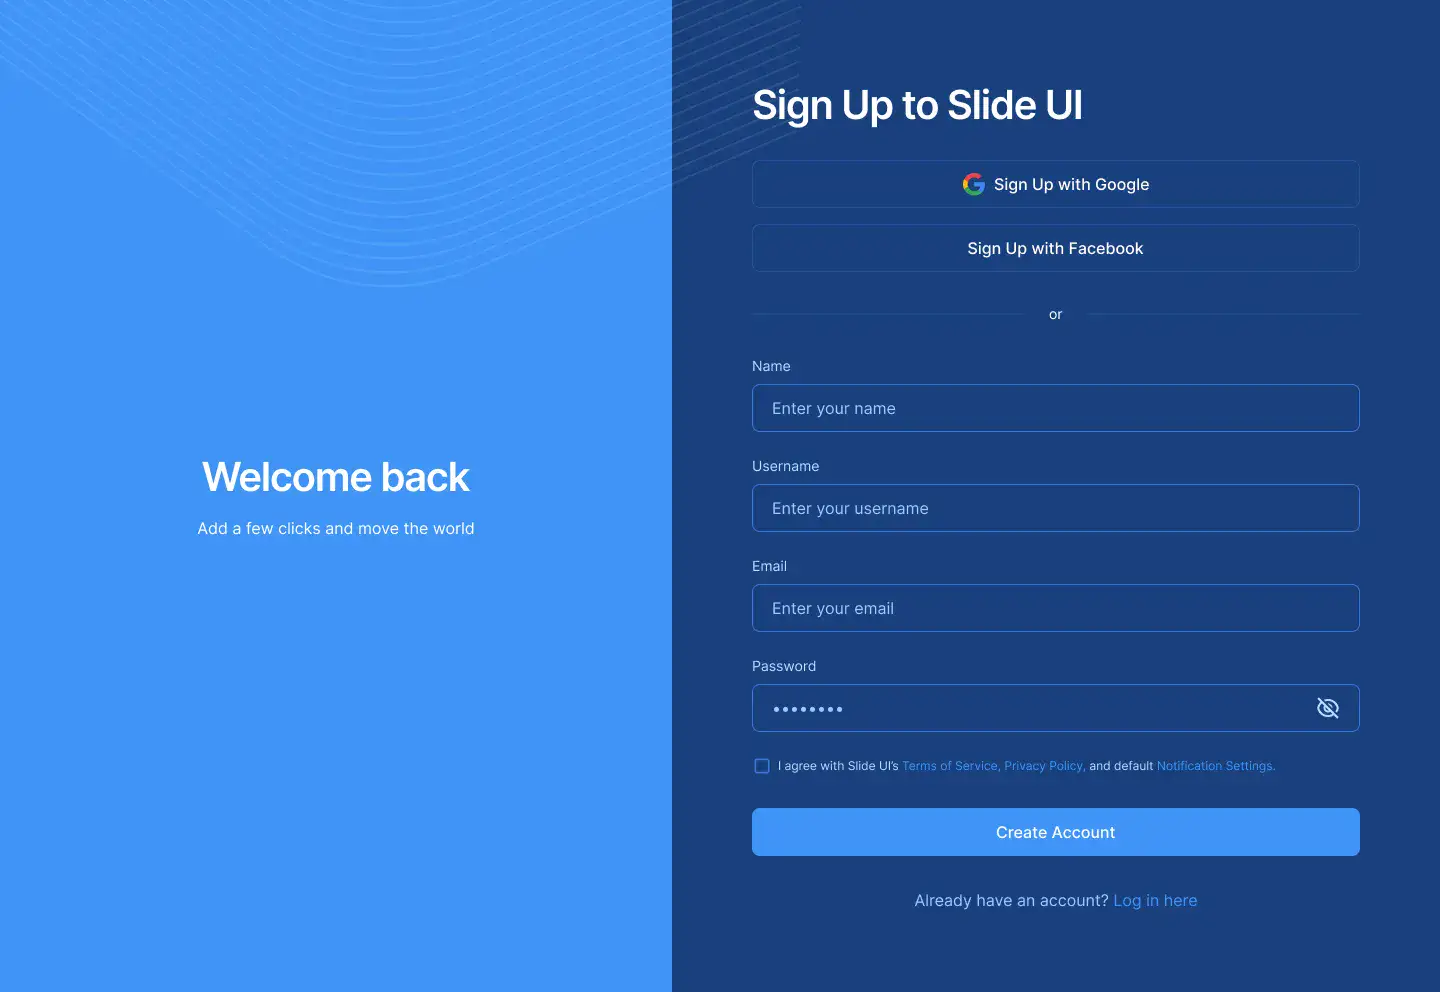 Welcome back
Add a few clicks and move the world
Sign Up to Slide UI
Sign Up with Google
Sign Up with Facebook
or
Name
Enter your name
Username
Enter your username
Email
Enter your email
Password
••••••••
I agree with Slide UI's Terms of Service, Privacy Policy, and default Notification Settings.
Create Account
Already have an account? Log in here